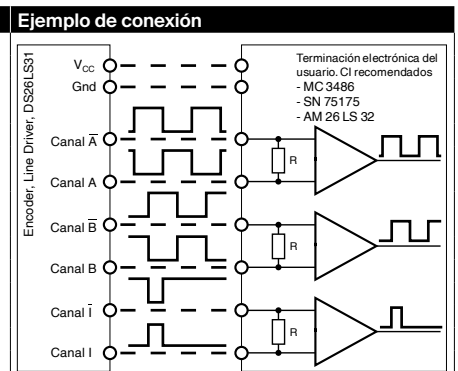 Ejemplo de conexión
Encoder, Line Driver, DS26LS31
VCC
Gnd
Canal A̅
Canal A
Canal B̅
Canal B
Canal I̅
Canal I
Terminación electrónica del
usuario. CI recomendados
- MC 3486
- SN 75175
- AM 26 LS 32
R
R
R